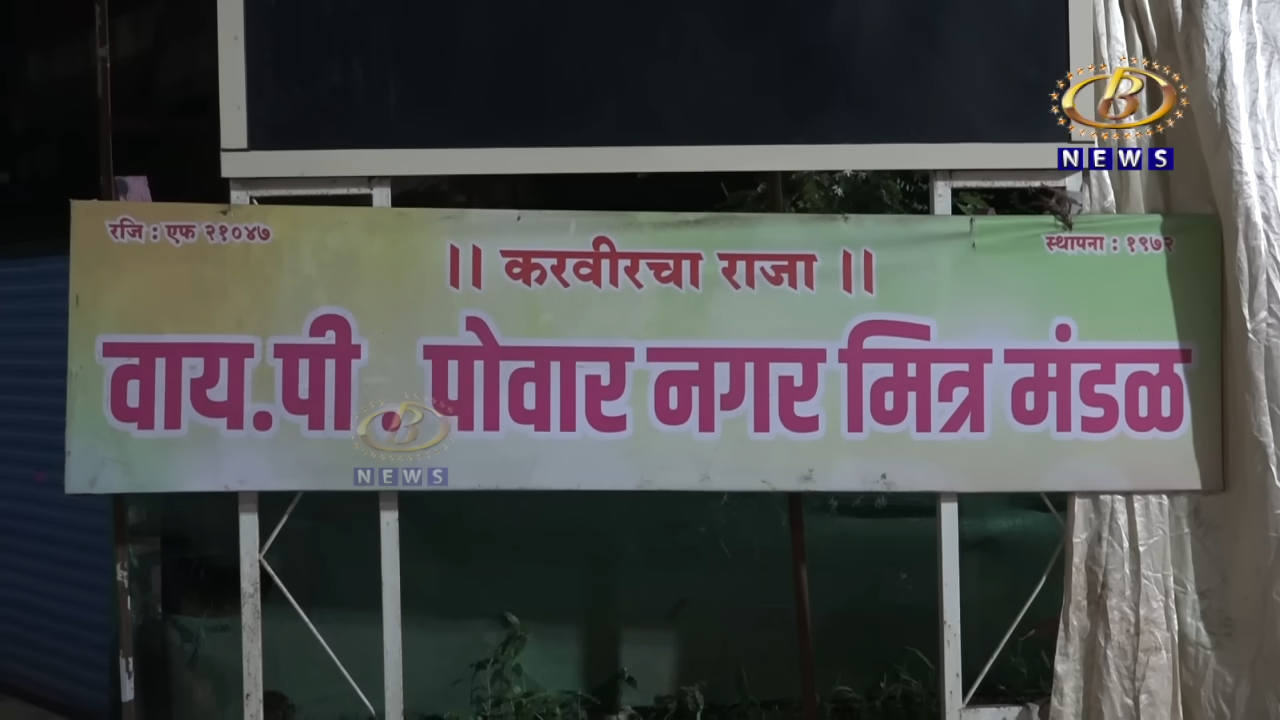 B
NEWS
रजि : एफ २१०४७
स्थापना : १९७२
|| करवीरचा राजा ||
वाय.पी. पोवार नगर मित्र मंडळ
B
NEWS